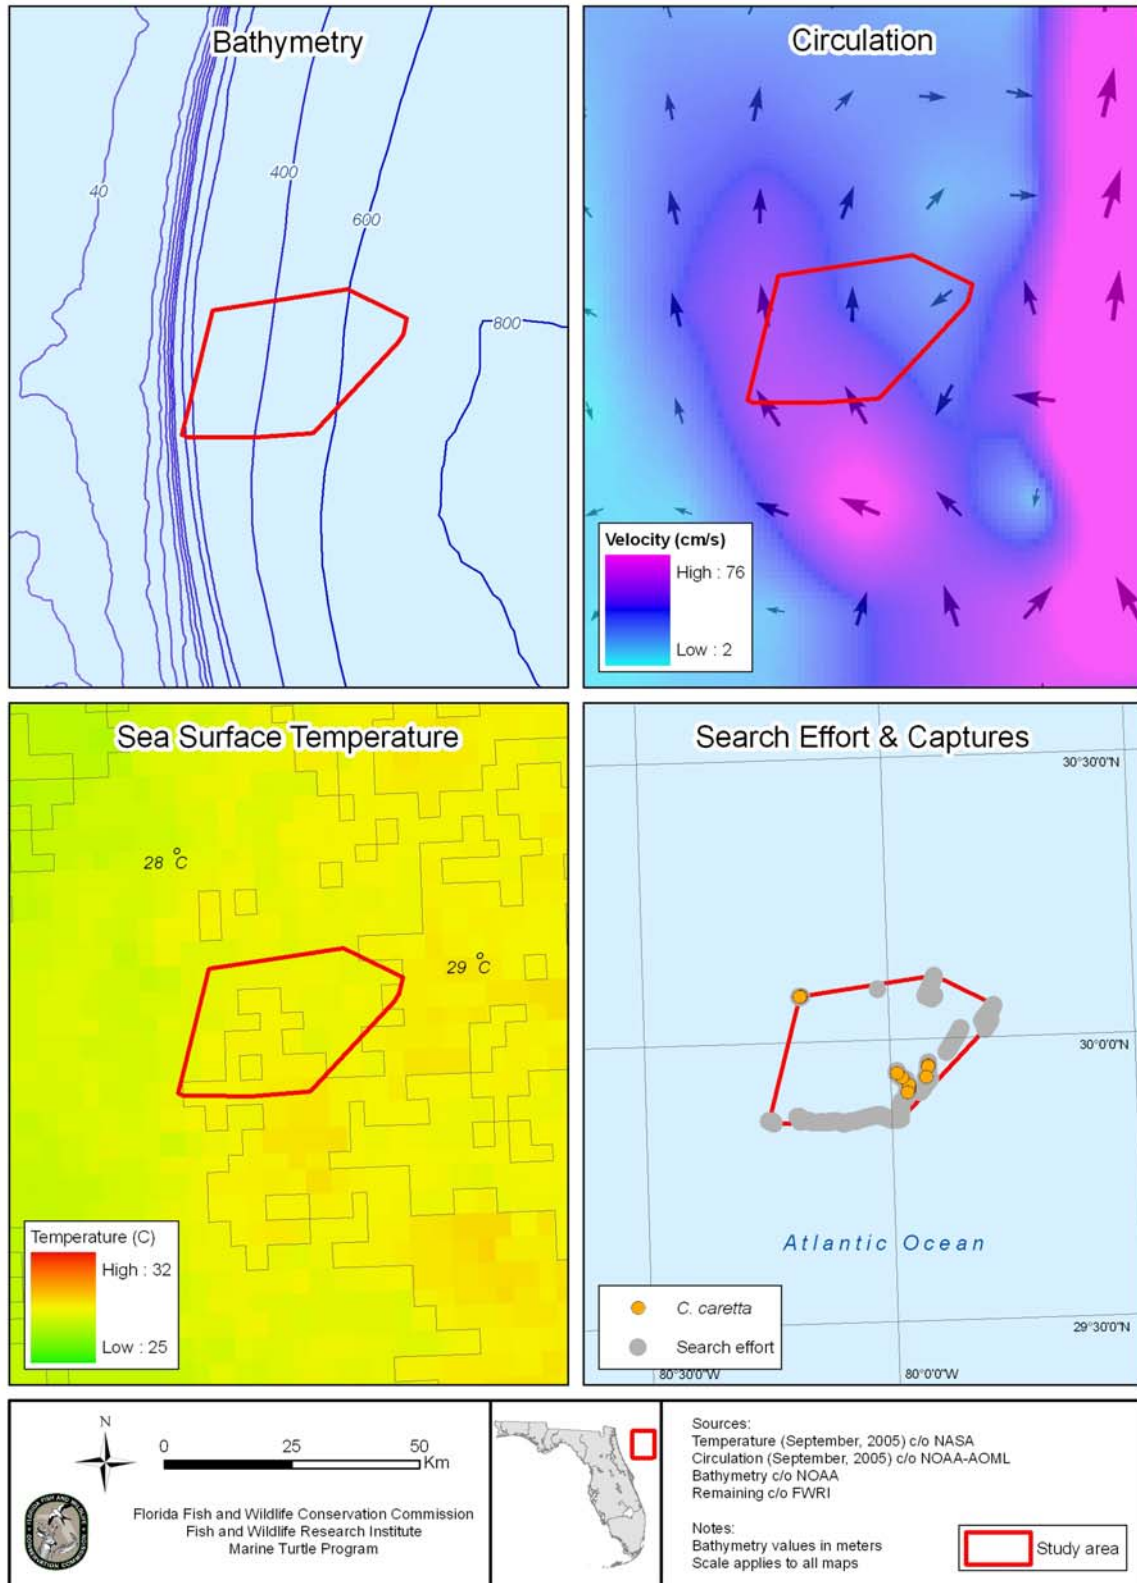 Bathymetry
40
400
600
800
Circulation
Velocity (cm/s)
High : 76
Low : 2
Sea Surface Temperature
28 °C
29 °C
Temperature (C)
High : 32
Low : 25
Search Effort & Captures
30°30'0"N
30°0'0"N
29°30'0"N
80°30'0"W
80°0'0"W
Atlantic Ocean
C. caretta
Search effort
N
0 25 50
Km
Florida Fish and Wildlife Conservation Commission
Fish and Wildlife Research Institute
Marine Turtle Program
Sources:
Temperature (September, 2005) c/o NASA
Circulation (September, 2005) c/o NOAA-AOML
Bathymetry c/o NOAA
Remaining c/o FWRI
Notes:
Bathymetry values in meters
Scale applies to all maps
Study area